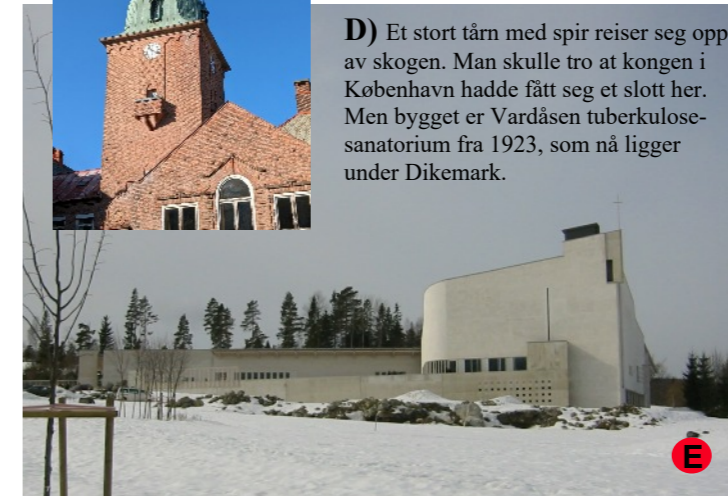 D) Et stort tårn med spir reiser seg opp
av skogen. Man skulle tro at kongen i
København hadde fått seg et slott her.
Men bygget er Vardåsen tuberkulose-
sanatorium fra 1923, som nå ligger
under Dikemark.
E